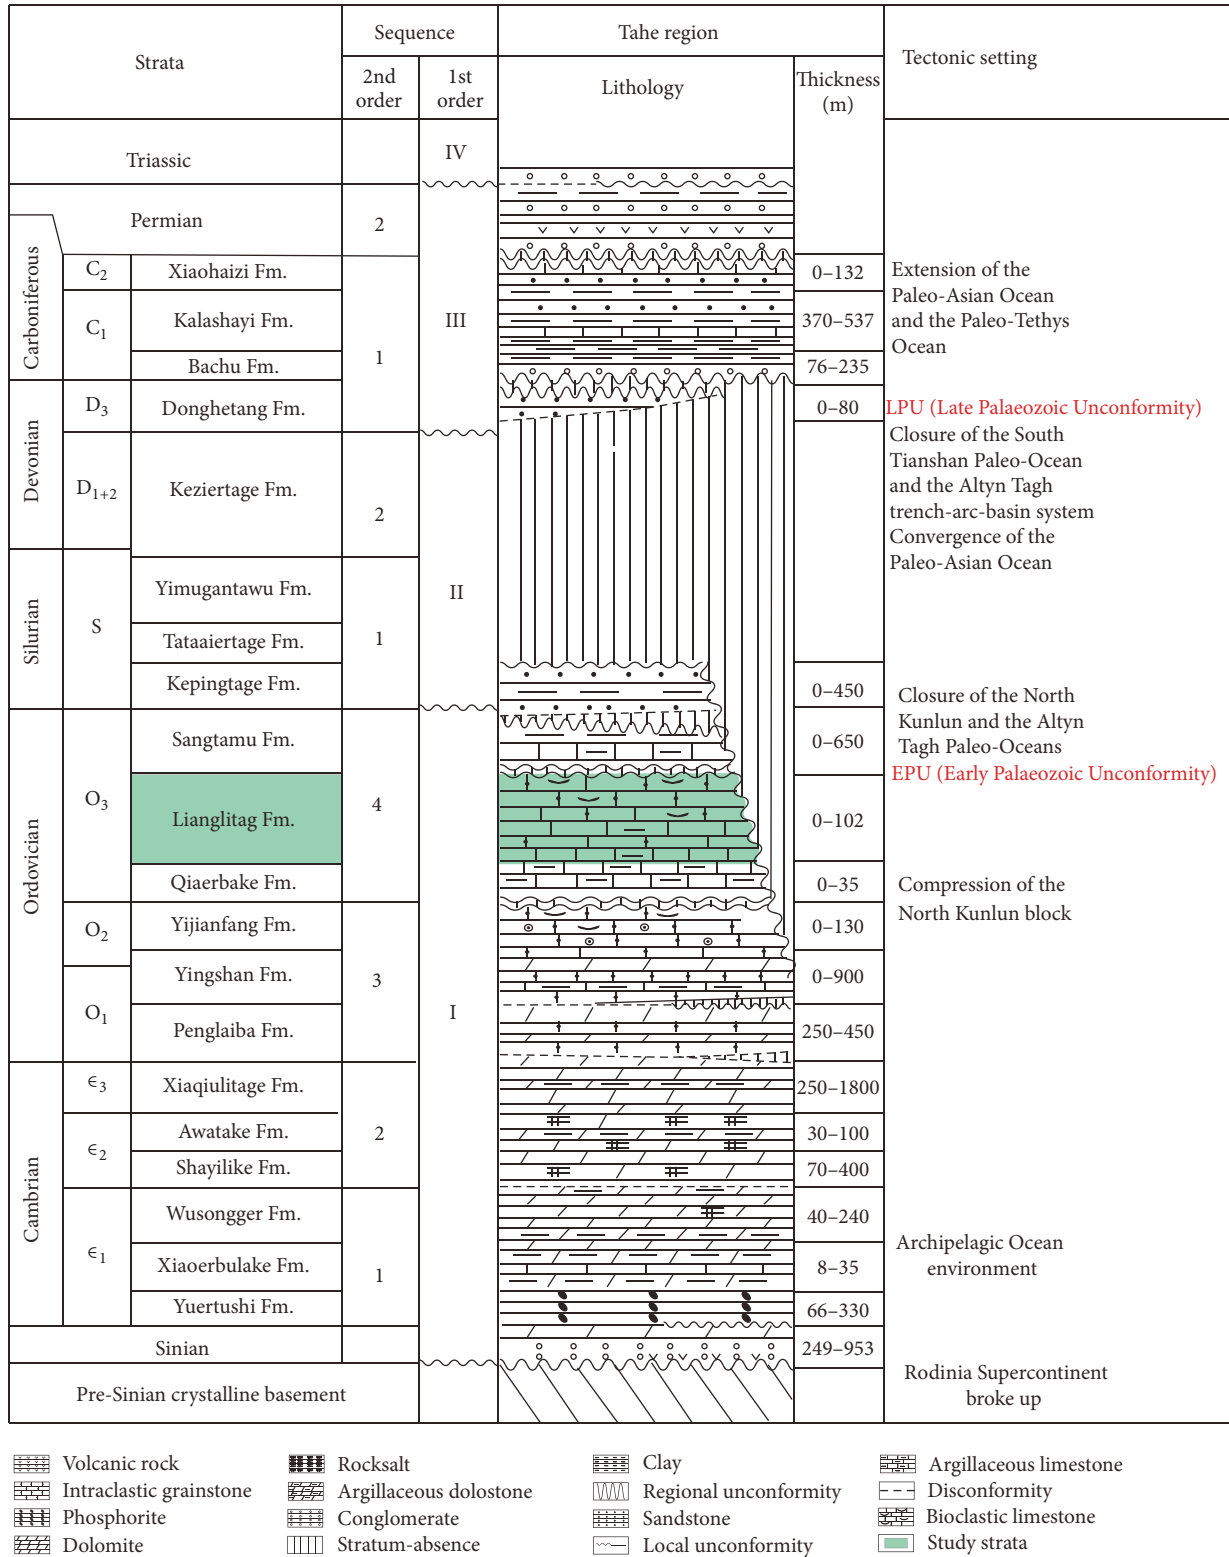 Strata
Sequence
Tahe region
Tectonic setting
2nd
order
1st
order
Lithology
Thickness
(m)
Triassic
IV
Permian
2
Carboniferous
C2
Xiaohaizi Fm.
0–132
Extension of the
Paleo-Asian Ocean
and the Paleo-Tethys
Ocean
C1
Kalashayi Fm.
III
370–537
Bachu Fm.
1
76–235
Devonian
D3
Donghetang Fm.
0–80
LPU (Late Palaeozoic Unconformity)
Closure of the South
Tianshan Paleo-Ocean
and the Altyn Tagh
trench-arc-basin system
Convergence of the
Paleo-Asian Ocean
D1+2
Keziertage Fm.
2
Silurian
S
Yimugantawu Fm.
II
Tataaiertage Fm.
1
Kepingtage Fm.
0–450
Closure of the North
Kunlun and the Altyn
Tagh Paleo-Oceans
Ordovician
O3
Sangtamu Fm.
0–650
EPU (Early Palaeozoic Unconformity)
Lianglitag Fm.
4
0–102
Qiaerbake Fm.
0–35
Compression of the
North Kunlun block
O2
Yijianfang Fm.
0–130
Yingshan Fm.
3
0–900
O1
I
Penglaiba Fm.
250–450
Cambrian
ϵ3
Xiaqiulitage Fm.
250–1800
ϵ2
Awatake Fm.
2
30–100
Shayilike Fm.
70–400
ϵ1
Wusongger Fm.
40–240
Archipelagic Ocean
environment
Xiaoerbulake Fm.
1
8–35
Yuertushi Fm.
66–330
Sinian
249–953
Pre-Sinian crystalline basement
Rodinia Supercontinent
broke up
Volcanic rock
Rocksalt
Clay
Argillaceous limestone
Intraclastic grainstone
Argillaceous dolostone
Regional unconformity
Disconformity
Phosphorite
Conglomerate
Sandstone
Bioclastic limestone
Dolomite
Stratum-absence
Local unconformity
Study strata